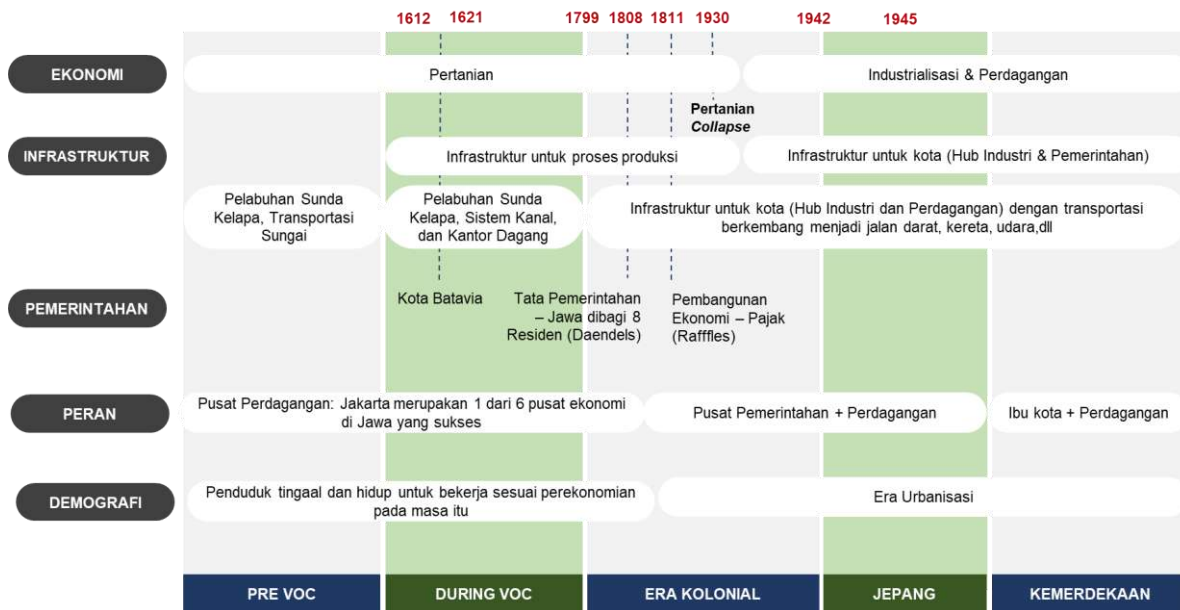 1612 1621 1799 1808 1811 1930 1942 1945
EKONOMI
Pertanian
Industrialisasi & Perdagangan
Pertanian
Collapse
INFRASTRUKTUR
Infrastruktur untuk proses produksi
Infrastruktur untuk kota (Hub Industri & Pemerintahan)
Pelabuhan Sunda
Kelapa, Transportasi
Sungai
Pelabuhan Sunda
Kelapa, Sistem Kanal,
dan Kantor Dagang
Infrastruktur untuk kota (Hub Industri dan Perdagangan) dengan transportasi
berkembang menjadi jalan darat, kereta, udara,dll
PEMERINTAHAN
Kota Batavia
Tata Pemerintahan
– Jawa dibagi 8
Residen (Daendels)
Pembangunan
Ekonomi – Pajak
(Rafffles)
PERAN
Pusat Perdagangan: Jakarta merupakan 1 dari 6 pusat ekonomi
di Jawa yang sukses
Pusat Pemerintahan + Perdagangan
Ibu kota + Perdagangan
DEMOGRAFI
Penduduk tingaal dan hidup untuk bekerja sesuai perekonomian
pada masa itu
Era Urbanisasi
PRE VOC
DURING VOC
ERA KOLONIAL
JEPANG
KEMERDEKAAN